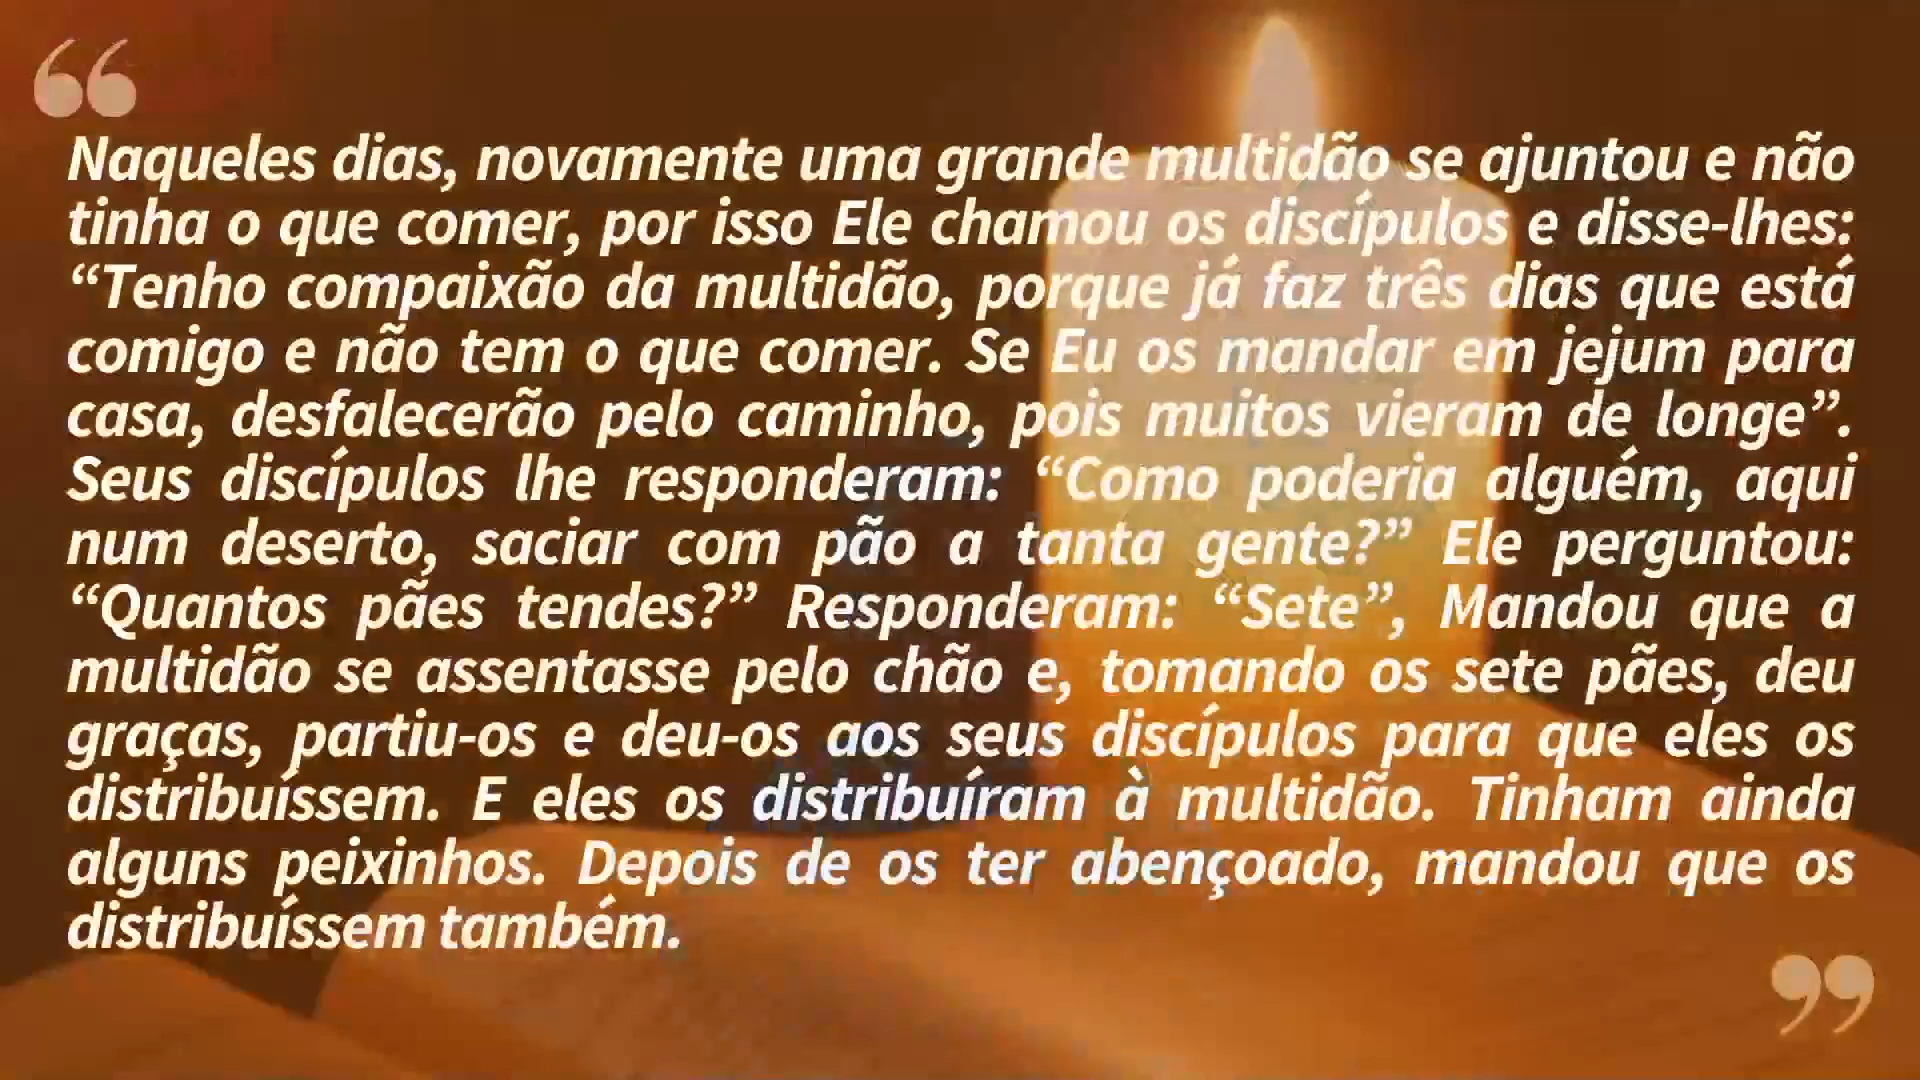 “
Naqueles dias, novamente uma grande multidão se ajuntou e não
tinha o que comer, por isso Ele chamou os discípulos e disse-lhes:
“Tenho compaixão da multidão, porque já faz três dias que está
comigo e não tem o que comer. Se Eu os mandar em jejum para
casa, desfalecerão pelo caminho, pois muitos vieram de longe”.
Seus discípulos lhe responderam: “Como poderia alguém, aqui
num deserto, saciar com pão a tanta gente?” Ele perguntou:
“Quantos pães tendes?” Responderam: “Sete”, Mandou que a
multidão se assentasse pelo chão e, tomando os sete pães, deu
graças, partiu-os e deu-os aos seus discípulos para que eles os
distribuíssem. E eles os distribuíram à multidão. Tinham ainda
alguns peixinhos. Depois de os ter abençoado, mandou que os
distribuíssem também.
”